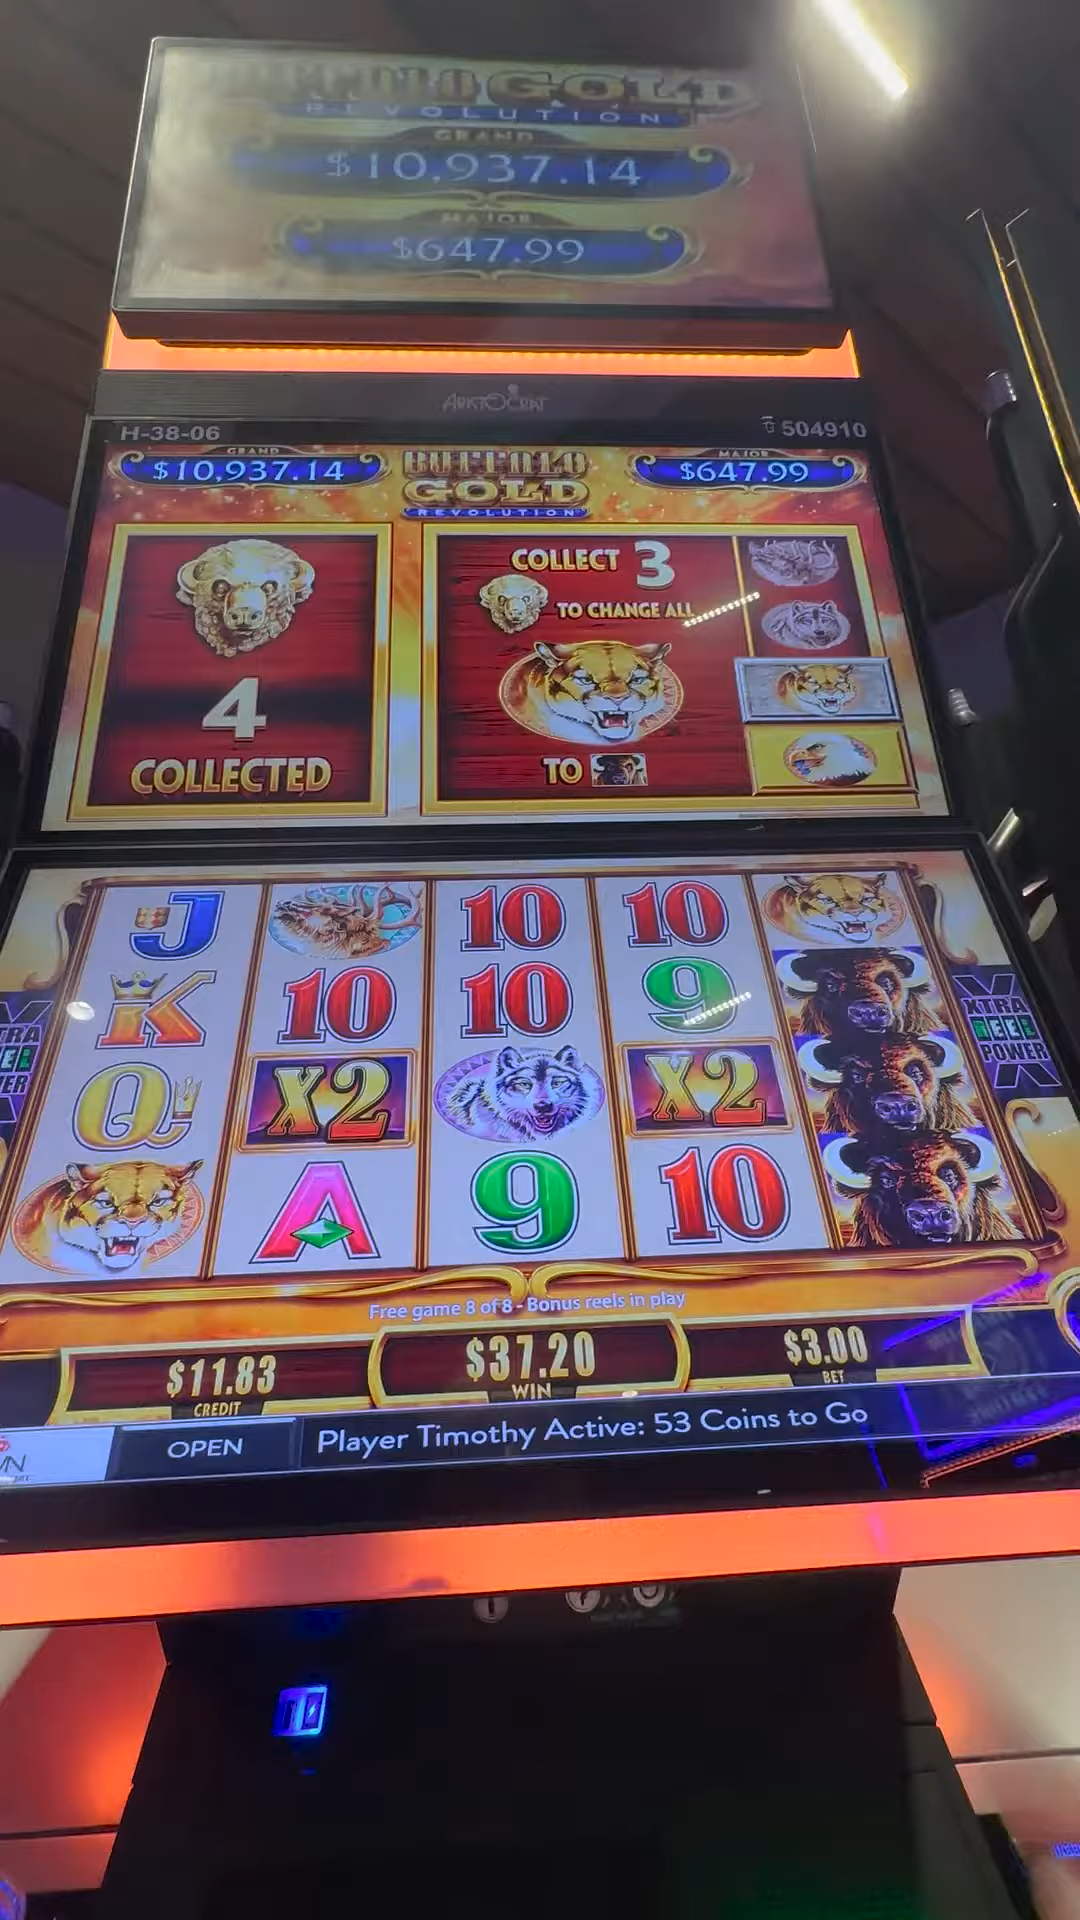 BUFFALO GOLD
REVOLUTION
GRAND
$10,937.14
MAJOR
$647.99
ARISTOCRAT
H-38-06
504910
GRAND
$10,937.14
BUFFALO
GOLD
REVOLUTION
MAJOR
$647.99
4
COLLECTED
COLLECT 3
TO CHANGE ALL
TO
J
10
10
K
10
10
9
Q
X2
X2
A
9
10
XTRA
REEL
POWER
Free game 8 of 8 - Bonus reels in play
$11.83
CREDIT
$37.20
WIN
$3.00
BET
OPEN
Player Timothy Active: 53 Coins to Go